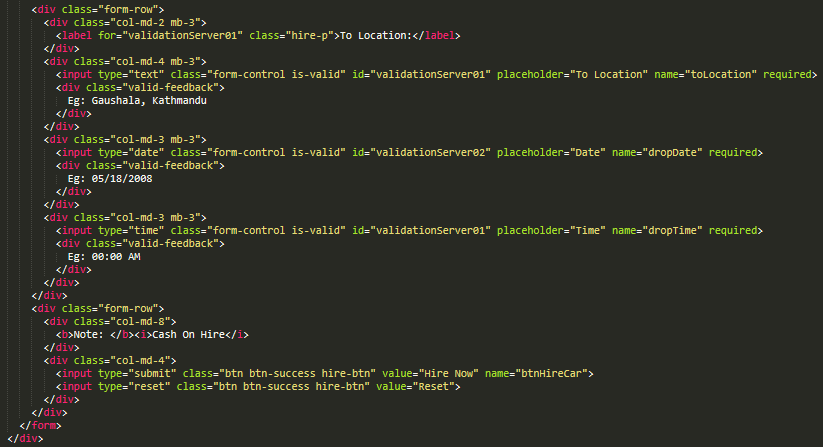 <div class="form-row">
<div class="col-md-2 mb-3">
<label for="validationServer01" class="hire-p">To Location:</label>
</div>
<div class="col-md-4 mb-3">
<input type="text" class="form-control is-valid" id="validationServer01" placeholder="To Location" name="toLocation" required>
<div class="valid-feedback">
Eg: Gaushala, Kathmandu
</div>
</div>
<div class="col-md-3 mb-3">
<input type="date" class="form-control is-valid" id="validationServer02" placeholder="Date" name="dropDate" required>
<div class="valid-feedback">
Eg: 05/18/2008
</div>
</div>
<div class="col-md-3 mb-3">
<input type="time" class="form-control is-valid" id="validationServer01" placeholder="Time" name="dropTime" required>
<div class="valid-feedback">
Eg: 00:00 AM
</div>
</div>
</div>
<div class="form-row">
<div class="col-md-8">
<b>Note: </b><i>Cash On Hire</i>
</div>
<div class="col-md-4">
<input type="submit" class="btn btn-success hire-btn" value="Hire Now" name="btnHireCar">
<input type="reset" class="btn btn-success hire-btn" value="Reset">
</div>
</div>
</form>
</div>